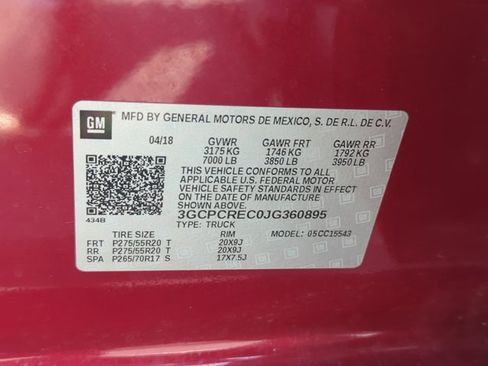 GM MFD BY GENERAL MOTORS DE MEXICO, S. DE R.L. DE C.V.
04/18 GVWR GAWR FRT GAWR RR
3175 KG 1746 KG 1792 KG
7000 LB 3850 LB 3950 LB
THIS VEHICLE CONFORMS TO ALL
APPLICABLE U.S. FEDERAL MOTOR
VEHICLE SAFETY STANDARDS IN EFFECT
ON THE DATE OF MANUFACTURE SHOWN ABOVE.
434B 3GCPCREC0JG360895
TYPE: TRUCK
TIRE SIZE RIM MODEL: 05CC15543
FRT P275/55R20 T 20X9J
RR P275/55R20 T 20X9J
SPA P265/70R17 S 17X7.5J